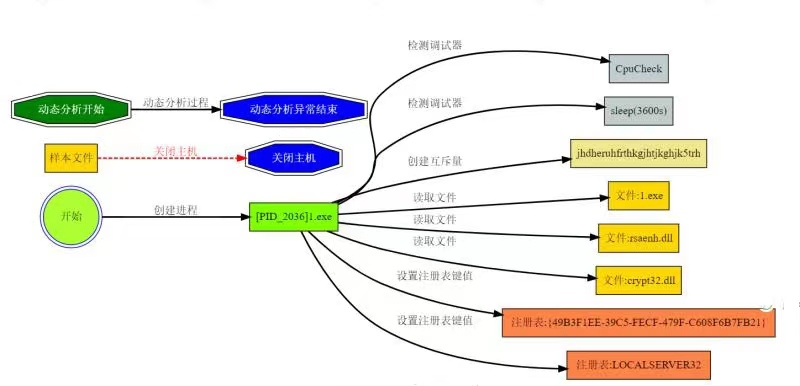 检测调试器
CpuCheck
动态分析开始
动态分析过程
动态分析异常结束
检测调试器
sleep(3600s)
样本文件
关闭主机
关闭主机
创建互斥量
jhdheruhfrthkgjhtjkghjk5trh
开始
创建进程
[PID_2036]1.exe
读取文件
文件:1.exe
读取文件
文件:rsaenh.dll
读取文件
文件:crypt32.dll
设置注册表键值
注册表:{49B3F1EE-39C5-FECF-479F-C608F6B7FB21}
设置注册表键值
注册表:LOCALSERVER32